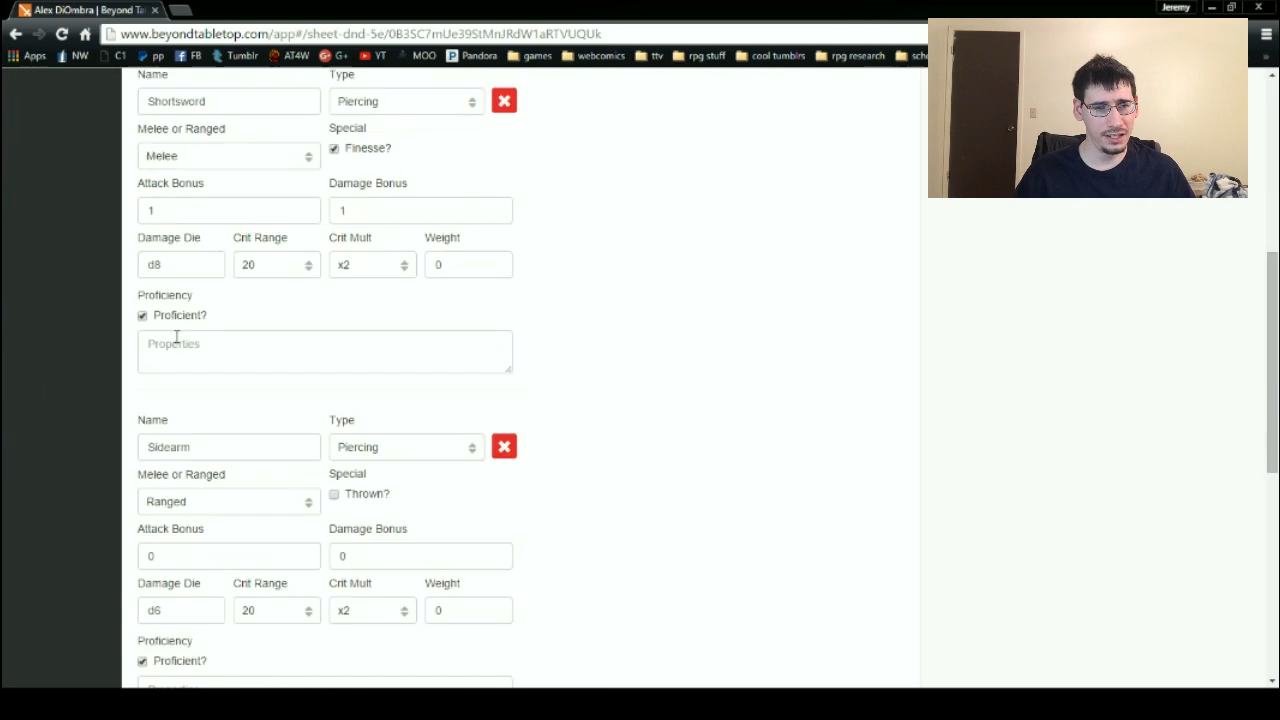 Alex DiOmbra | Beyond Ta
Jeremy
www.beyondtabletop.com/app#/sheet-dnd-5e/
Apps NW C1 pp FB Tumblr AT4W G+ YT MOO Pandora games webcomics ttv rpg stuff cool tumblrs rpg research sch
Name Type
Shortsword Piercing
Melee or Ranged Special
Melee Finesse?
Attack Bonus Damage Bonus
1 1
Damage Die Crit Range Crit Mult Weight
d8 20 x2 0
Proficiency
Proficient?
Properties
Name Type
Sidearm Piercing
Melee or Ranged Special
Ranged Thrown?
Attack Bonus Damage Bonus
0 0
Damage Die Crit Range Crit Mult Weight
d6 20 x2 0
Proficiency
Proficient?